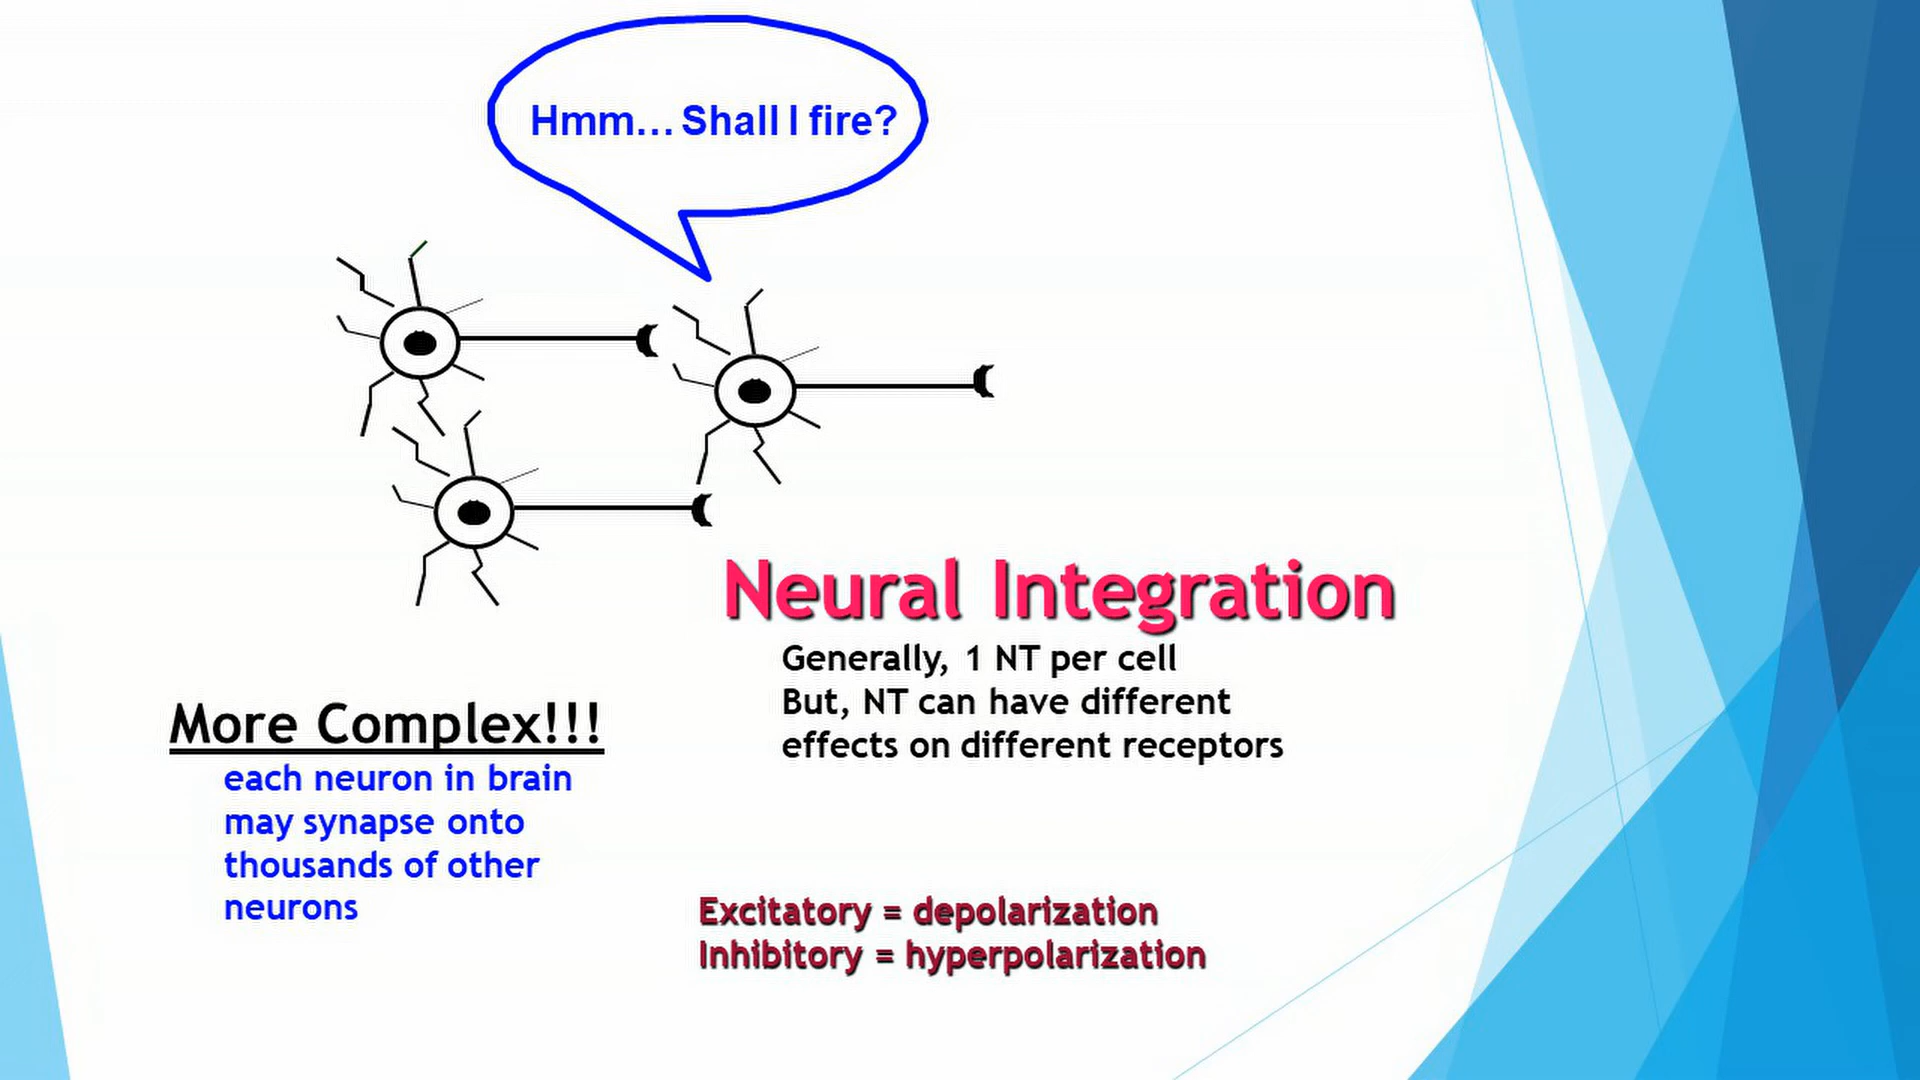 Hmm... Shall I fire?
Neural Integration
Generally, 1 NT per cell
But, NT can have different
effects on different receptors
More Complex!!!
each neuron in brain
may synapse onto
thousands of other
neurons
Excitatory = depolarization
Inhibitory = hyperpolarization